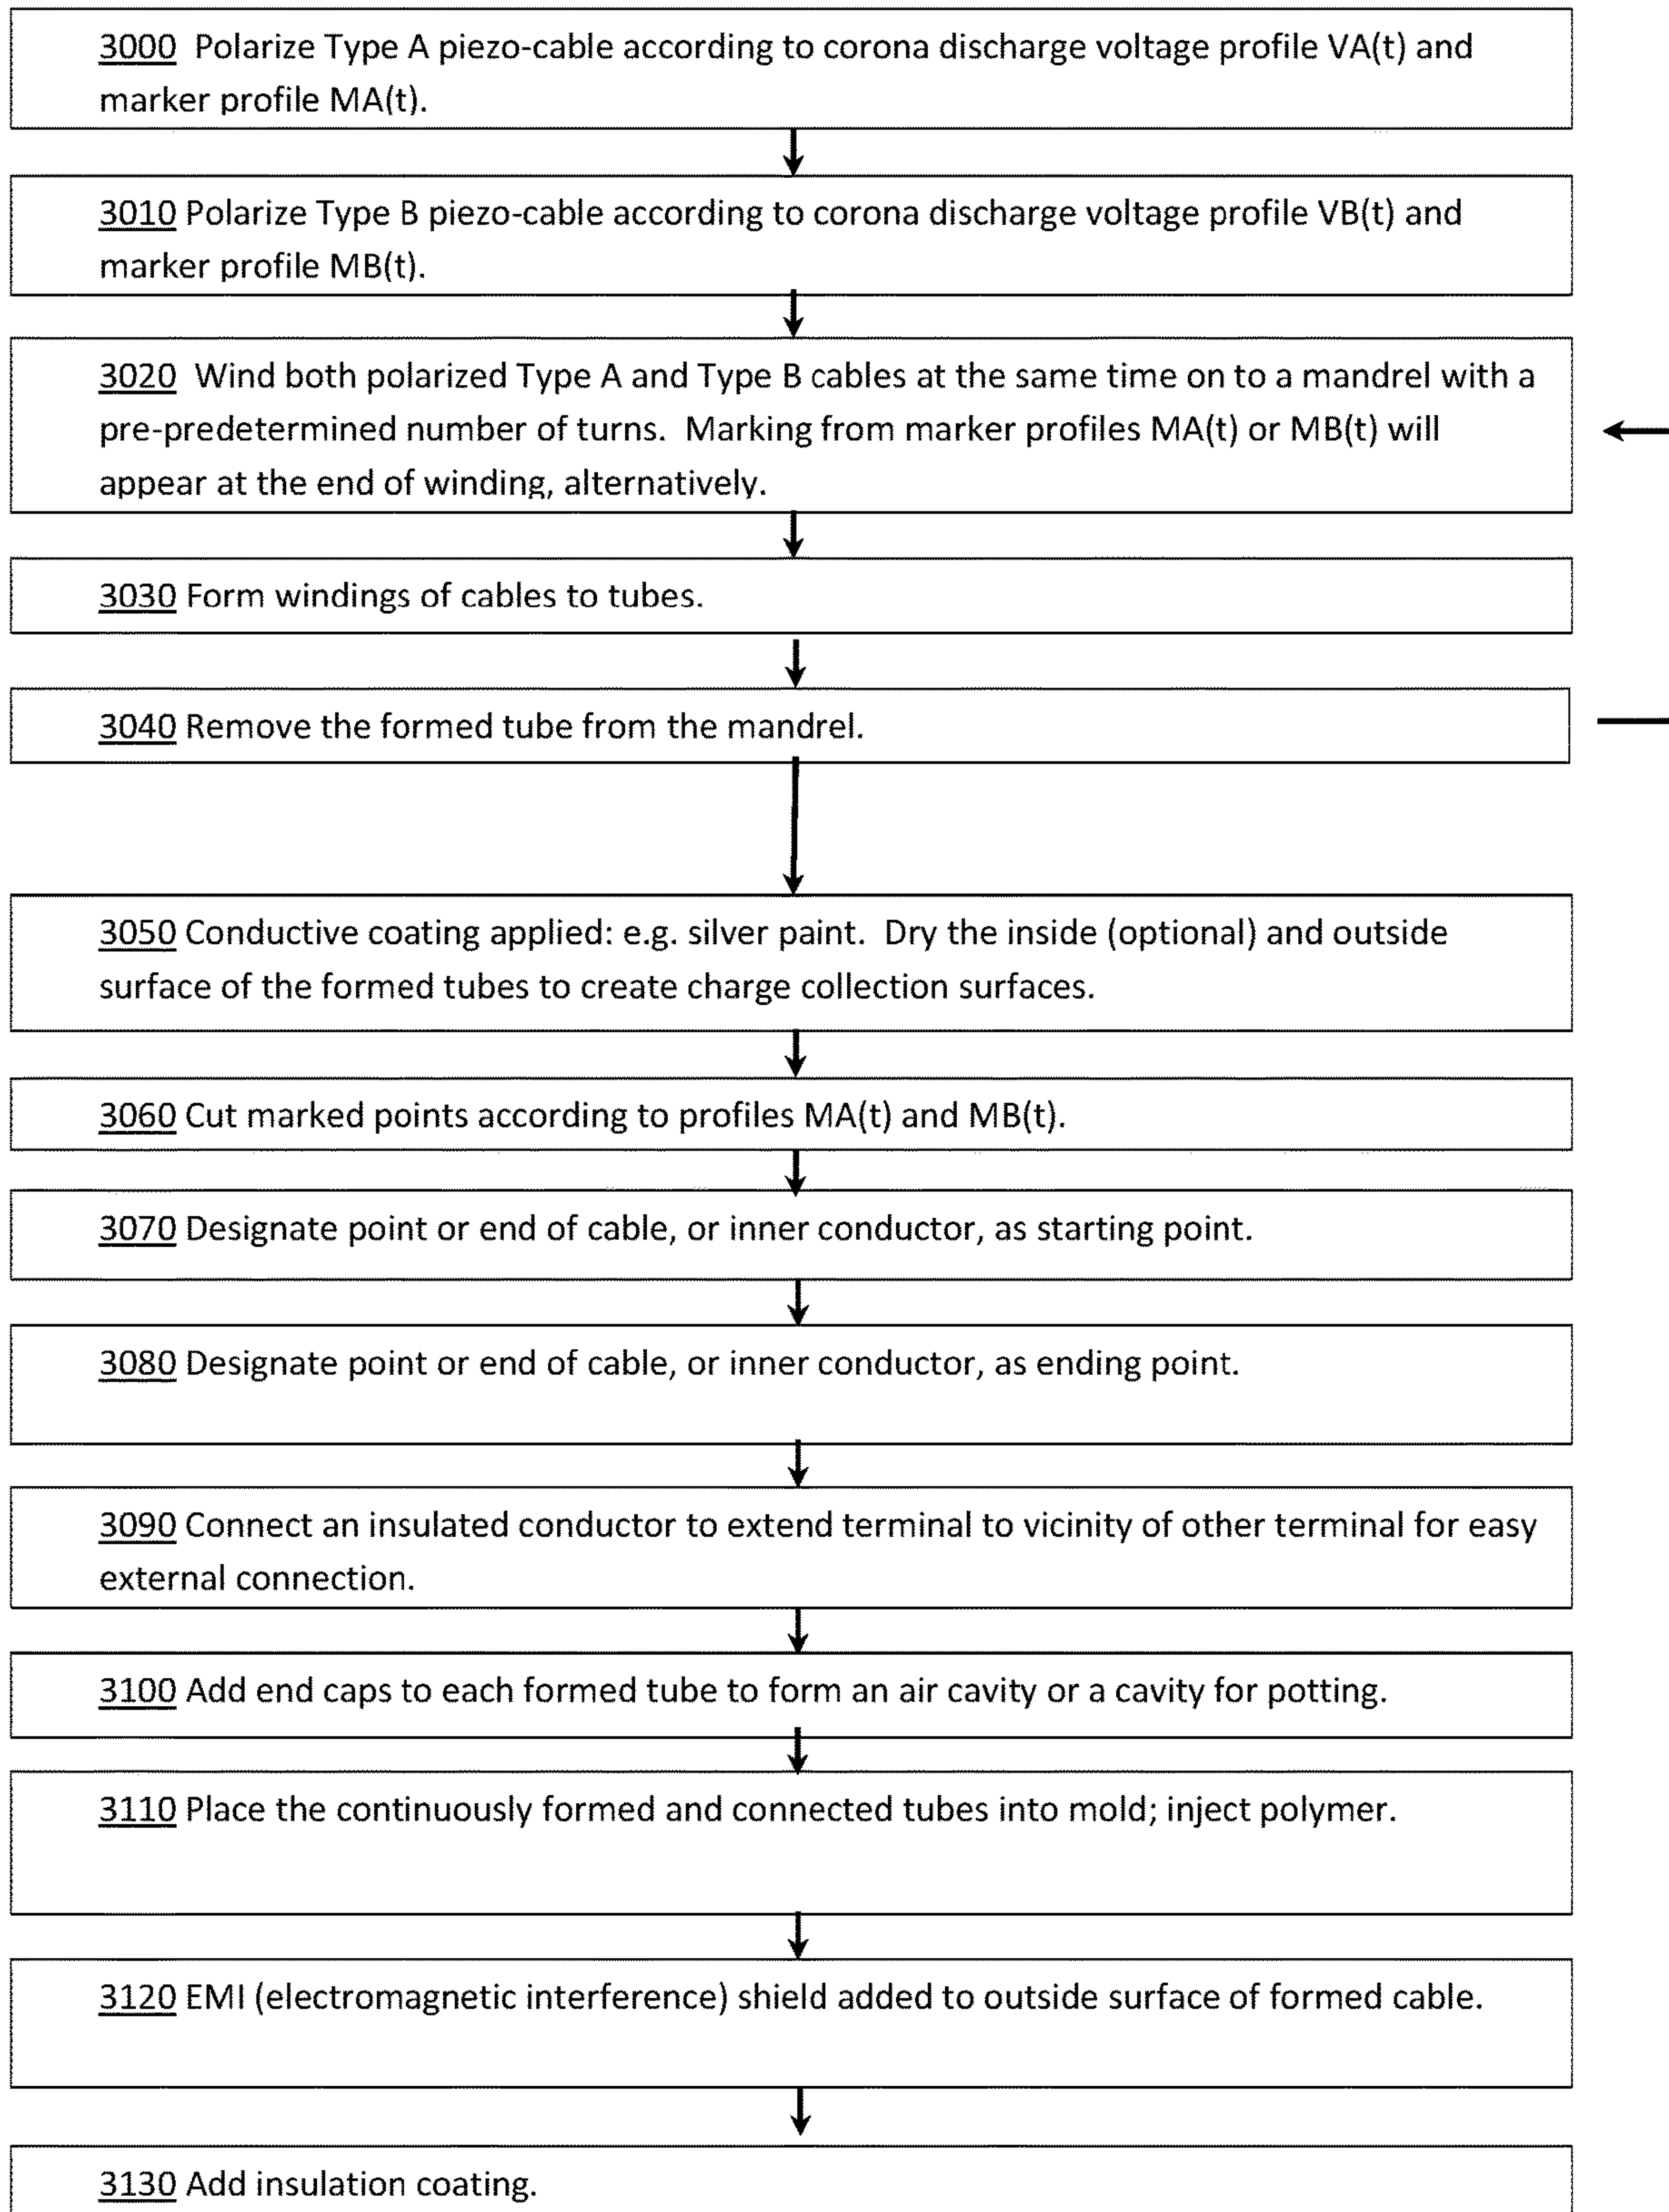 3000 Polarize Type A piezo-cable according to corona discharge voltage profile VA(t) and
marker profile MA(t).
3010 Polarize Type B piezo-cable according to corona discharge voltage profile VB(t) and
marker profile MB(t).
3020 Wind both polarized Type A and Type B cables at the same time on to a mandrel with a
pre-predetermined number of turns. Marking from marker profiles MA(t) or MB(t) will
appear at the end of winding, alternatively.
3030 Form windings of cables to tubes.
3040 Remove the formed tube from the mandrel.
3050 Conductive coating applied: e.g. silver paint. Dry the inside (optional) and outside
surface of the formed tubes to create charge collection surfaces.
3060 Cut marked points according to profiles MA(t) and MB(t).
3070 Designate point or end of cable, or inner conductor, as starting point.
3080 Designate point or end of cable, or inner conductor, as ending point.
3090 Connect an insulated conductor to extend terminal to vicinity of other terminal for easy
external connection.
3100 Add end caps to each formed tube to form an air cavity or a cavity for potting.
3110 Place the continuously formed and connected tubes into mold; inject polymer.
3120 EMI (electromagnetic interference) shield added to outside surface of formed cable.
3130 Add insulation coating.